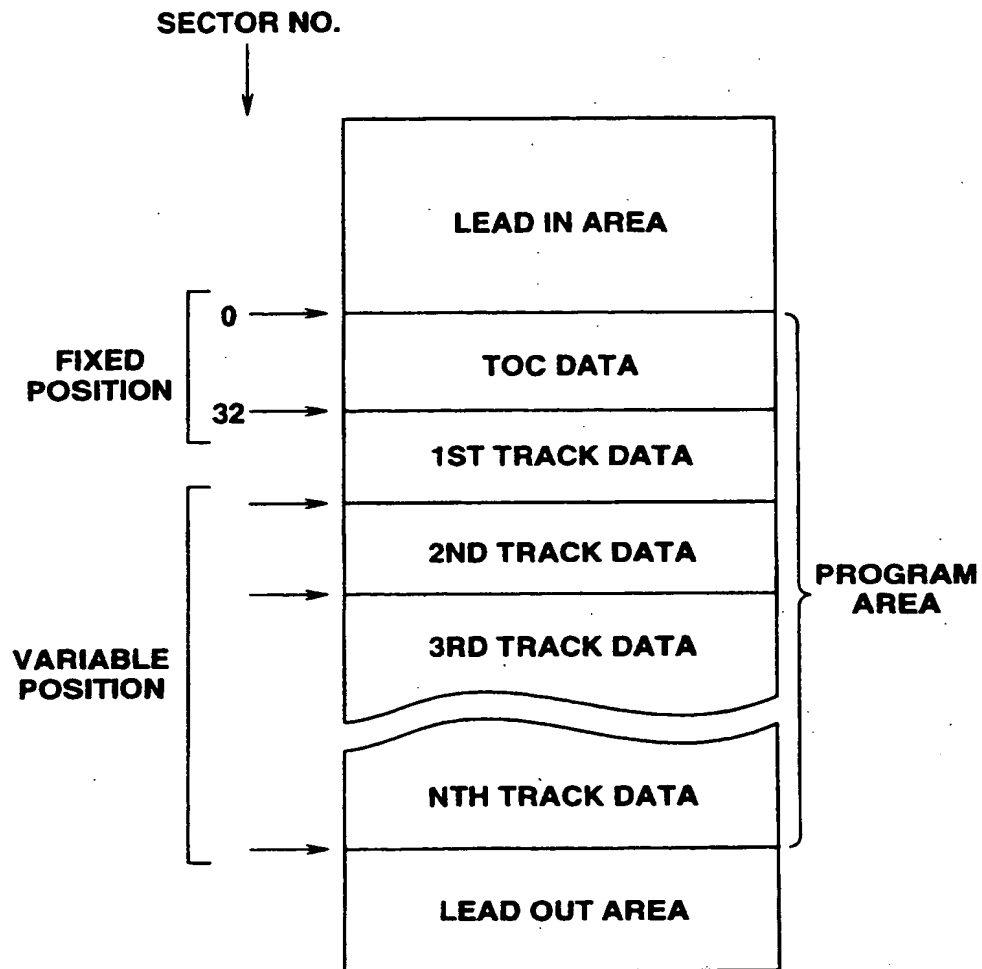 SECTOR NO.
LEAD IN AREA
0
FIXED
POSITION
TOC DATA
32
1ST TRACK DATA
2ND TRACK DATA
PROGRAM
AREA
3RD TRACK DATA
VARIABLE
POSITION
NTH TRACK DATA
LEAD OUT AREA